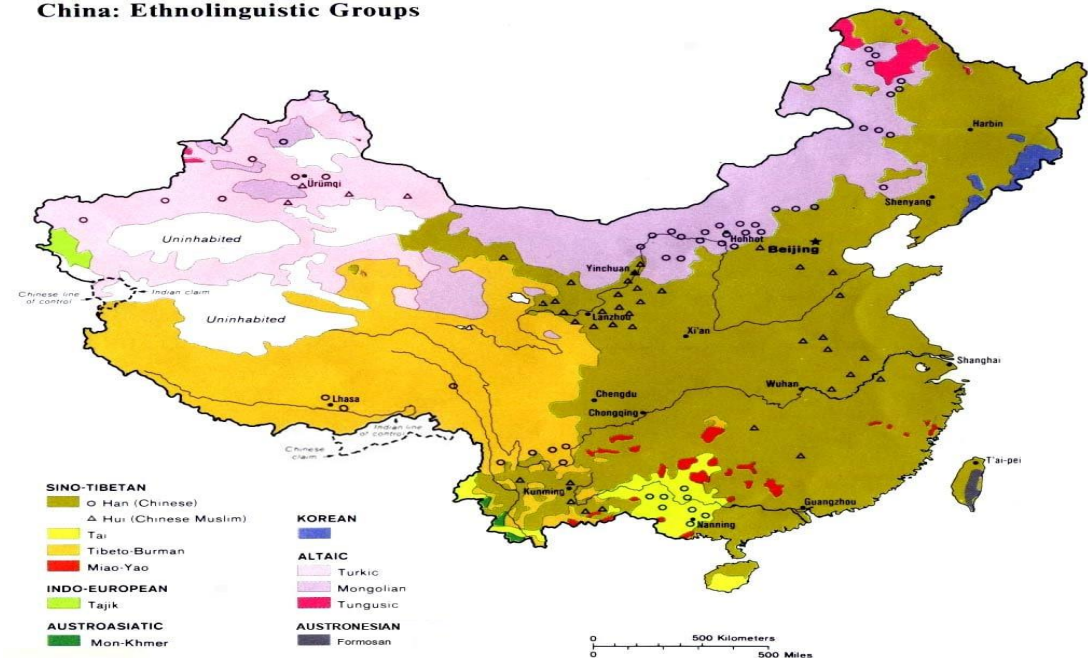 China: Ethnolinguistic Groups
Harbin
Ürümqi
Shenyang
Uninhabited
Hohhot
Beijing
Yinchuan
Chinese line
of control
Indian claim
Uninhabited
Lanzhou
Xi'an
Shanghai
Wuhan
Chengdu
Lhasa
Chongqing
Indian line
of control
Chinese
claim
T'ai-pei
Kunming
Guangzhou
Nanning
SINO-TIBETAN
Han (Chinese)
Hui (Chinese Muslim)
Tai
Tibeto-Burman
Miao-Yao
INDO-EUROPEAN
Tajik
AUSTROASIATIC
Mon-Khmer
KOREAN
ALTAIC
Turkic
Mongolian
Tungusic
AUSTRONESIAN
Formosan
0 500 Kilometers
0 500 Miles